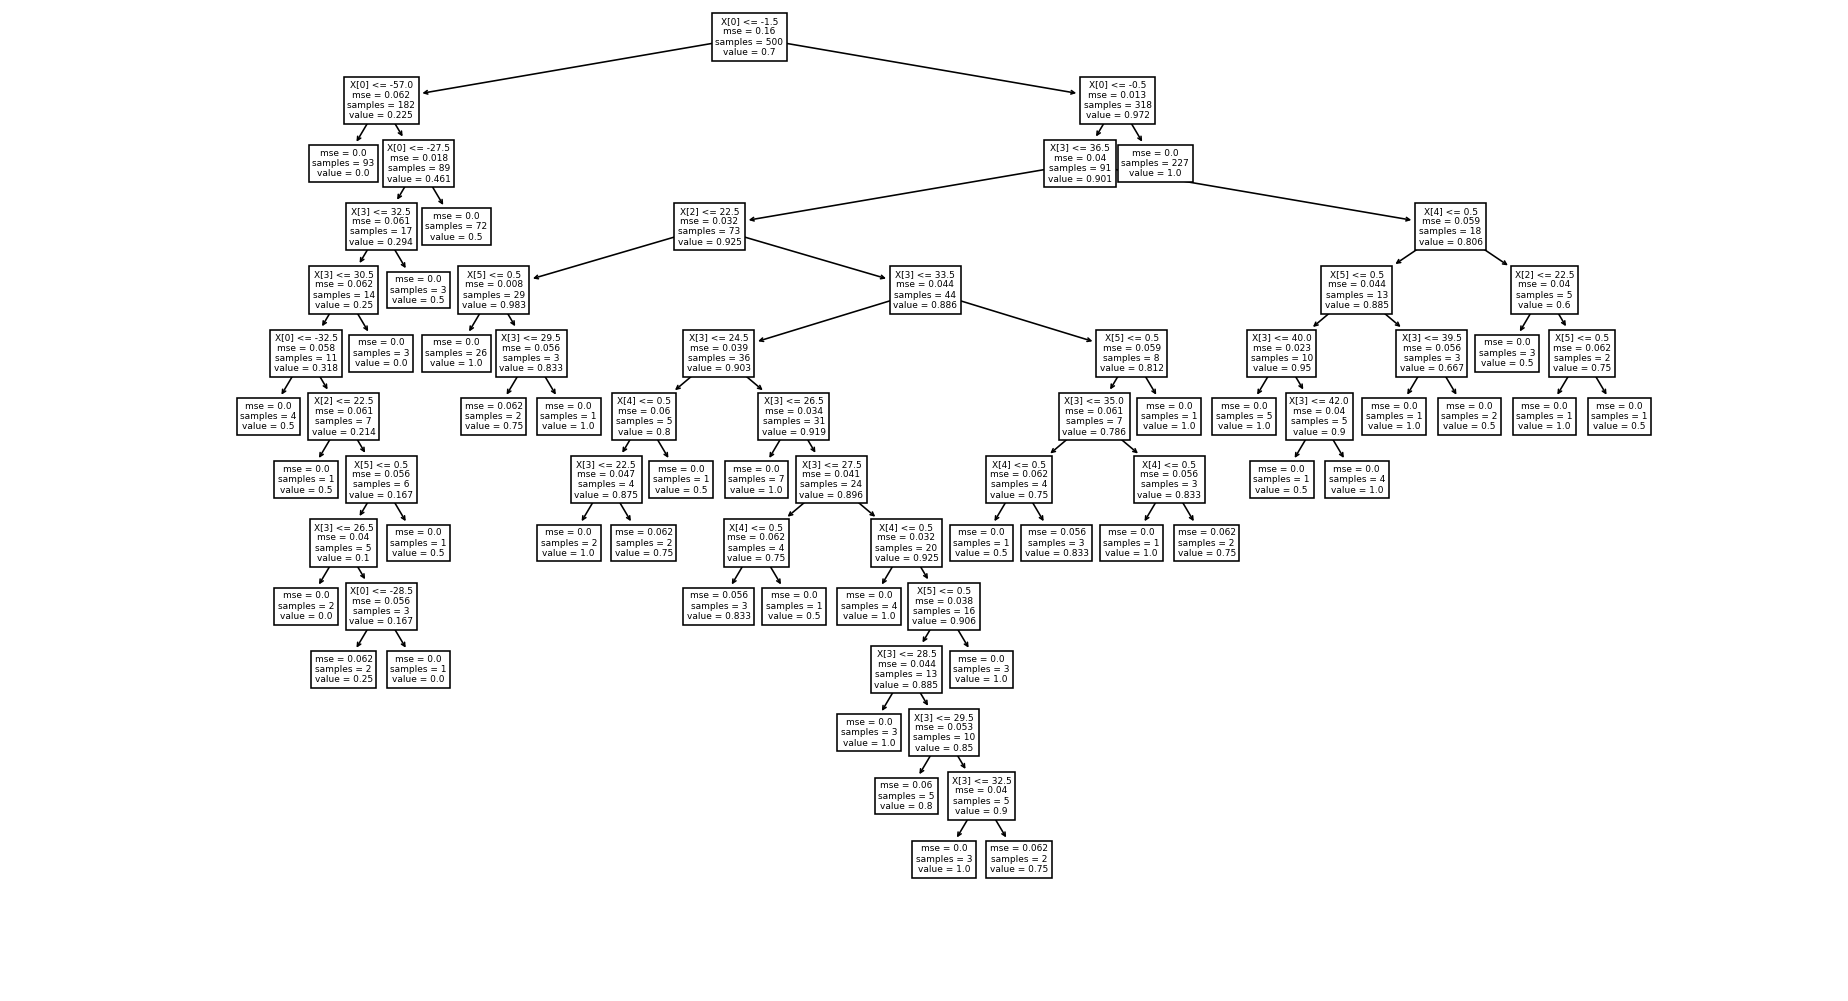 X[0] <= -1.5
mse = 0.16
samples = 500
value = 0.7
X[0] <= -57.0
mse = 0.062
samples = 182
value = 0.225
X[0] <= -0.5
mse = 0.013
samples = 318
value = 0.972
mse = 0.0
samples = 93
value = 0.0
X[0] <= -27.5
mse = 0.018
samples = 89
value = 0.461
X[3] <= 36.5
mse = 0.04
samples = 91
value = 0.901
mse = 0.0
samples = 227
value = 1.0
X[3] <= 32.5
mse = 0.061
samples = 17
value = 0.294
mse = 0.0
samples = 72
value = 0.5
X[2] <= 22.5
mse = 0.032
samples = 73
value = 0.925
X[4] <= 0.5
mse = 0.059
samples = 18
value = 0.806
X[3] <= 30.5
mse = 0.062
samples = 14
value = 0.25
mse = 0.0
samples = 3
value = 0.5
X[5] <= 0.5
mse = 0.008
samples = 29
value = 0.983
X[3] <= 33.5
mse = 0.044
samples = 44
value = 0.886
X[5] <= 0.5
mse = 0.044
samples = 13
value = 0.885
X[2] <= 22.5
mse = 0.04
samples = 5
value = 0.6
X[0] <= -32.5
mse = 0.058
samples = 11
value = 0.318
mse = 0.0
samples = 3
value = 0.0
mse = 0.0
samples = 26
value = 1.0
X[3] <= 29.5
mse = 0.056
samples = 3
value = 0.833
X[3] <= 24.5
mse = 0.039
samples = 36
value = 0.903
X[5] <= 0.5
mse = 0.059
samples = 8
value = 0.812
X[3] <= 40.0
mse = 0.023
samples = 10
value = 0.95
X[3] <= 39.5
mse = 0.056
samples = 3
value = 0.667
mse = 0.0
samples = 3
value = 0.5
X[5] <= 0.5
mse = 0.062
samples = 2
value = 0.75
mse = 0.0
samples = 4
value = 0.5
X[2] <= 22.5
mse = 0.061
samples = 7
value = 0.214
mse = 0.062
samples = 2
value = 0.75
mse = 0.0
samples = 1
value = 1.0
X[4] <= 0.5
mse = 0.06
samples = 5
value = 0.8
X[3] <= 26.5
mse = 0.034
samples = 31
value = 0.919
X[3] <= 35.0
mse = 0.061
samples = 7
value = 0.786
mse = 0.0
samples = 1
value = 1.0
mse = 0.0
samples = 5
value = 1.0
X[3] <= 42.0
mse = 0.04
samples = 5
value = 0.9
mse = 0.0
samples = 1
value = 1.0
mse = 0.0
samples = 2
value = 0.5
mse = 0.0
samples = 1
value = 1.0
mse = 0.0
samples = 1
value = 0.5
mse = 0.0
samples = 1
value = 0.5
X[5] <= 0.5
mse = 0.056
samples = 6
value = 0.167
X[3] <= 22.5
mse = 0.047
samples = 4
value = 0.875
mse = 0.0
samples = 1
value = 0.5
mse = 0.0
samples = 7
value = 1.0
X[3] <= 27.5
mse = 0.041
samples = 24
value = 0.896
X[4] <= 0.5
mse = 0.062
samples = 4
value = 0.75
X[4] <= 0.5
mse = 0.056
samples = 3
value = 0.833
mse = 0.0
samples = 1
value = 0.5
mse = 0.0
samples = 4
value = 1.0
X[3] <= 26.5
mse = 0.04
samples = 5
value = 0.1
mse = 0.0
samples = 1
value = 0.5
mse = 0.0
samples = 2
value = 1.0
mse = 0.062
samples = 2
value = 0.75
X[4] <= 0.5
mse = 0.062
samples = 4
value = 0.75
X[4] <= 0.5
mse = 0.032
samples = 20
value = 0.925
mse = 0.0
samples = 1
value = 0.5
mse = 0.056
samples = 3
value = 0.833
mse = 0.0
samples = 1
value = 1.0
mse = 0.062
samples = 2
value = 0.75
mse = 0.0
samples = 2
value = 0.0
X[0] <= -28.5
mse = 0.056
samples = 3
value = 0.167
mse = 0.056
samples = 3
value = 0.833
mse = 0.0
samples = 1
value = 0.5
mse = 0.0
samples = 4
value = 1.0
X[5] <= 0.5
mse = 0.038
samples = 16
value = 0.906
mse = 0.062
samples = 2
value = 0.25
mse = 0.0
samples = 1
value = 0.0
X[3] <= 28.5
mse = 0.044
samples = 13
value = 0.885
mse = 0.0
samples = 3
value = 1.0
mse = 0.0
samples = 3
value = 1.0
X[3] <= 29.5
mse = 0.053
samples = 10
value = 0.85
mse = 0.06
samples = 5
value = 0.8
X[3] <= 32.5
mse = 0.04
samples = 5
value = 0.9
mse = 0.0
samples = 3
value = 1.0
mse = 0.062
samples = 2
value = 0.75